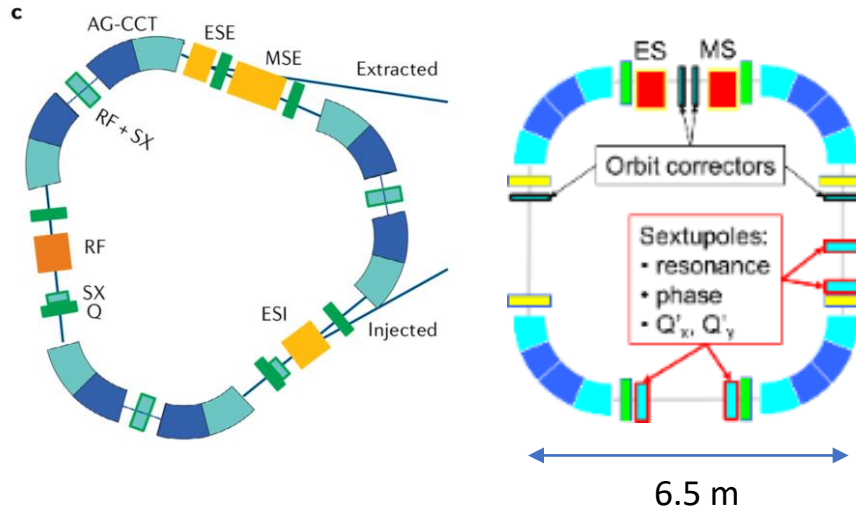 c
AG-CCT
ESE
MSE
Extracted
RF + SX
RF
SX
Q
ESI
Injected
ES
MS
Orbit correctors
Sextupoles:
• resonance
• phase
• Q'x, Q'y
6.5 m